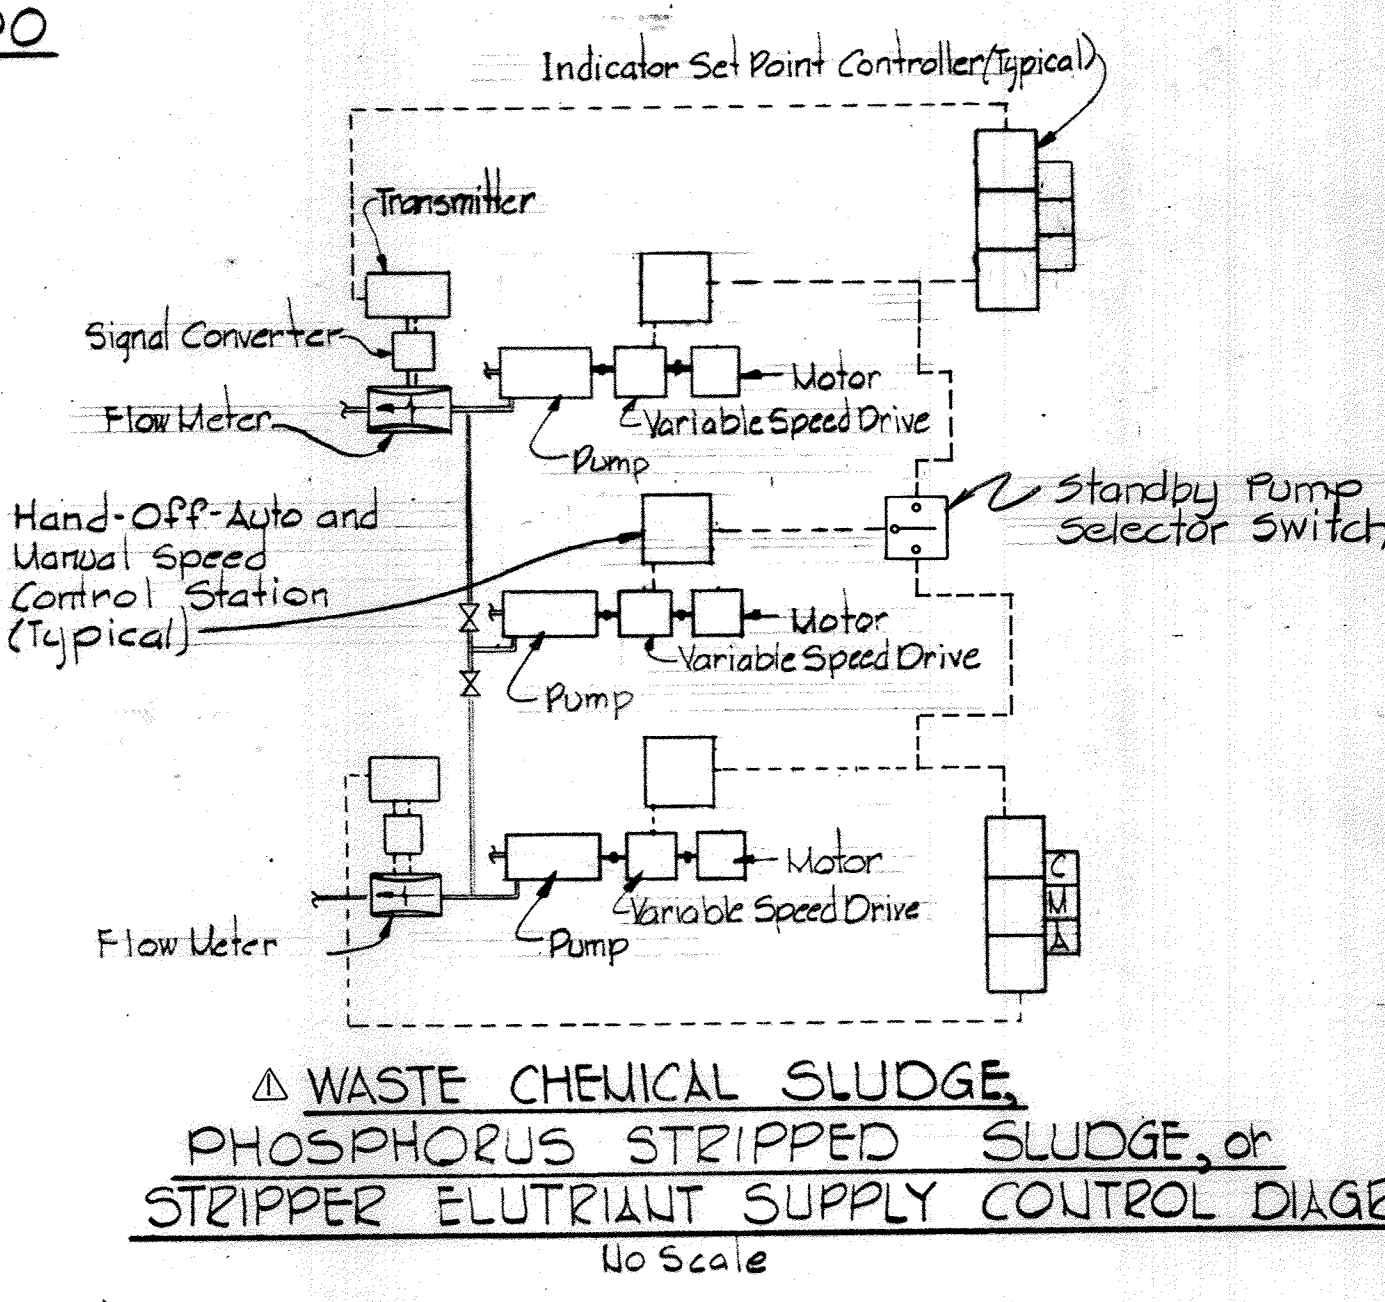 Indicator Set Point Controller (Typical)
Transmitter
Signal Converter
Flow Meter
Motor
Variable Speed Drive
Pump
Hand-Off-Auto and
Manual Speed
Control Station
(Typical)
Standby Pump
Selector Switch
Motor
Variable Speed Drive
Pump
Motor
Variable Speed Drive
Pump
Flow Meter
C
M
A
1 WASTE CHEMICAL SLUDGE,
PHOSPHORUS STRIPPED SLUDGE, or
STRIPPER ELUTRIANT SUPPLY CONTROL
No Scale